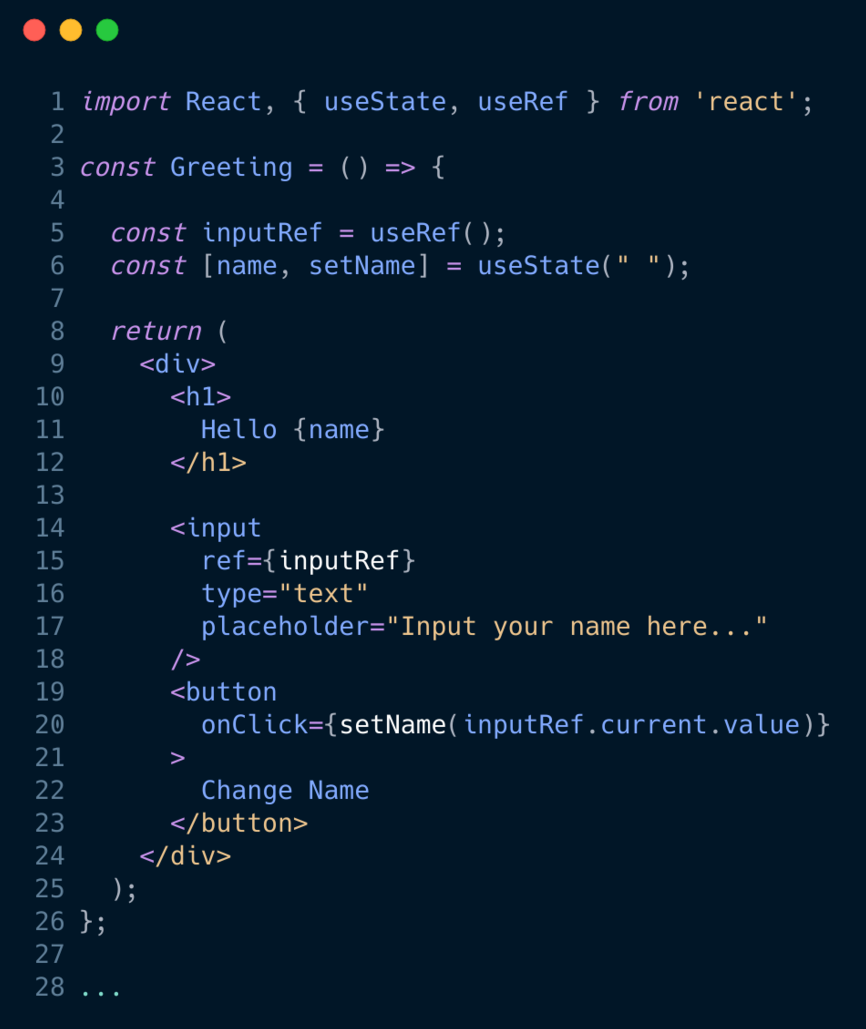 1 import React, { useState, useRef } from 'react';
2
3 const Greeting = () => {
4
5   const inputRef = useRef();
6   const [name, setName] = useState(" ");
7
8   return (
9     <div>
10       <h1>
11         Hello {name}
12       </h1>
13
14       <input
15         ref={inputRef}
16         type="text"
17         placeholder="Input your name here..."
18       />
19       <button
20         onClick={setName(inputRef.current.value)}
21       >
22         Change Name
23       </button>
24     </div>
25   );
26 };
27
28 ...